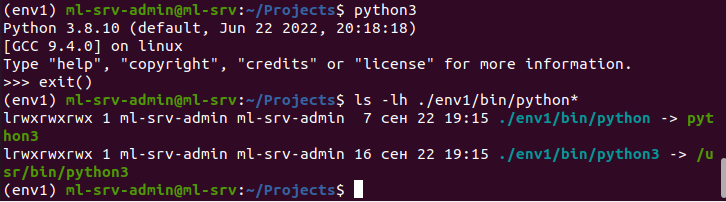 (env1) ml-srv-admin@ml-srv:~/Projects$ python3
Python 3.8.10 (default, Jun 22 2022, 20:18:18)
[GCC 9.4.0] on linux
Type "help", "copyright", "credits" or "license" for more information.
>>> exit()
(env1) ml-srv-admin@ml-srv:~/Projects$ ls -lh ./env1/bin/python*
lrwxrwxrwx 1 ml-srv-admin ml-srv-admin  7 сен 22 19:15 ./env1/bin/python -> pyt
hon3
lrwxrwxrwx 1 ml-srv-admin ml-srv-admin 16 сен 22 19:15 ./env1/bin/python3 -> /u
sr/bin/python3
(env1) ml-srv-admin@ml-srv:~/Projects$